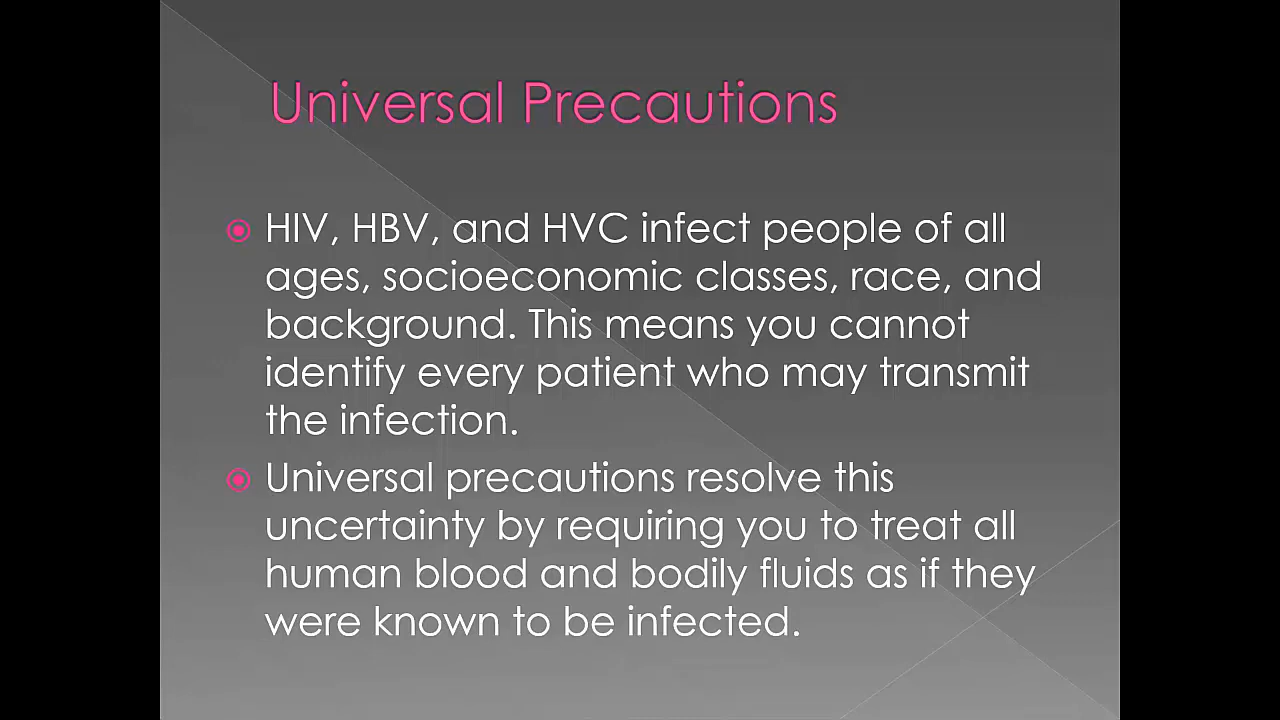 Universal Precautions
HIV, HBV, and HVC infect people of all
ages, socioeconomic classes, race, and
background. This means you cannot
identify every patient who may transmit
the infection.
Universal precautions resolve this
uncertainty by requiring you to treat all
human blood and bodily fluids as if they
were known to be infected.